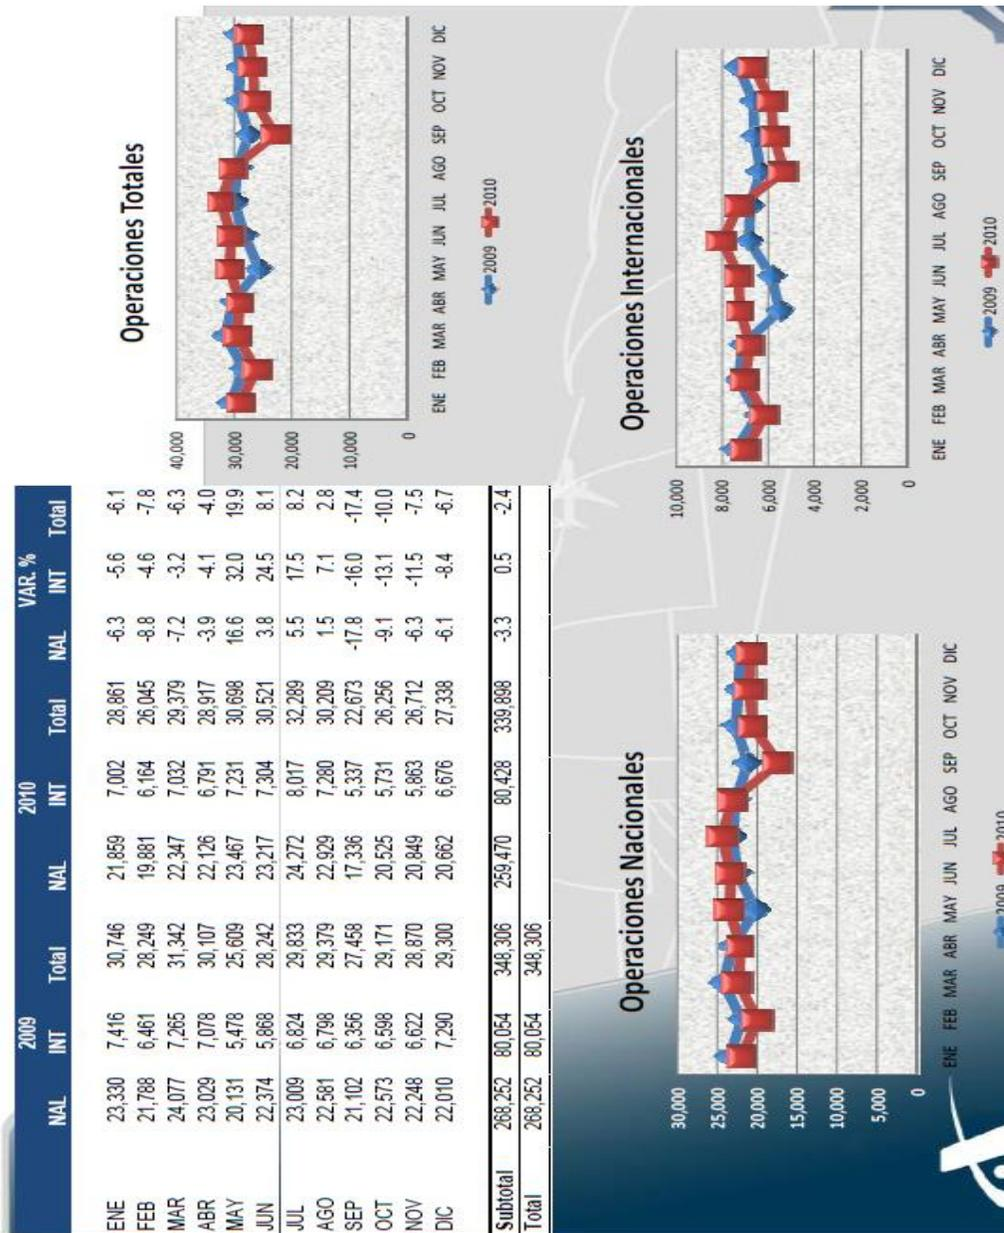 2009 2010 VAR. %
NAL INT Total NAL INT Total NAL INT Total
ENE 23,330 7,416 30,746 21,859 7,002 28,861 -6.3 -5.6 -6.1
FEB 21,788 6,461 28,249 19,881 6,164 26,045 -8.8 -4.6 -7.8
MAR 24,077 7,265 31,342 22,347 7,032 29,379 -7.2 -3.2 -6.3
ABR 23,029 7,078 30,107 22,126 6,791 28,917 -3.9 -4.1 -4.0
MAY 20,131 5,478 25,609 23,467 7,231 30,698 16.6 32.0 19.9
JUN 22,374 5,868 28,242 23,217 7,304 30,521 3.8 24.5 8.1
JUL 23,009 6,824 29,833 24,272 8,017 32,289 5.5 17.5 8.2
AGO 22,581 6,798 29,379 22,929 7,280 30,209 1.5 7.1 2.8
SEP 21,102 6,356 27,458 17,336 5,337 22,673 -17.8 -16.0 -17.4
OCT 22,573 6,598 29,171 20,525 5,731 26,256 -9.1 -13.1 -10.0
NOV 22,248 6,622 28,870 20,849 5,863 26,712 -6.3 -11.5 -7.5
DIC 22,010 7,290 29,300 20,662 6,676 27,338 -6.1 -8.4 -6.7
Subtotal 268,252 80,054 348,306 259,470 80,428 339,898 -3.3 0.5 -2.4
Total 268,252 80,054 348,306
Operaciones Totales
40,000
30,000
20,000
10,000
0
ENE FEB MAR ABR MAY JUN JUL AGO SEP OCT NOV DIC
2009 2010
Operaciones Nacionales
30,000
25,000
20,000
15,000
10,000
5,000
0
ENE FEB MAR ABR MAY JUN JUL AGO SEP OCT NOV DIC
2009 2010
Operaciones Internacionales
10,000
8,000
6,000
4,000
2,000
0
ENE FEB MAR ABR MAY JUN JUL AGO SEP OCT NOV DIC
2009 2010